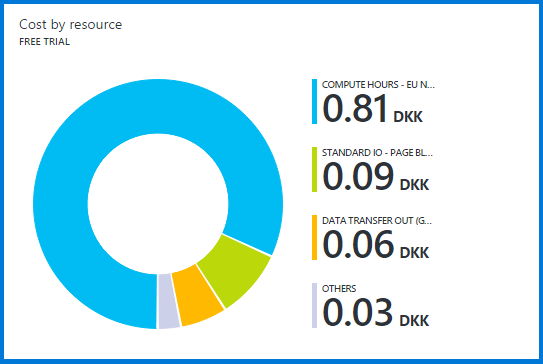 Cost by resource
FREE TRIAL
COMPUTE HOURS - EU N...
0.81 DKK
STANDARD IO - PAGE BL...
0.09 DKK
DATA TRANSFER OUT (G...
0.06 DKK
OTHERS
0.03 DKK